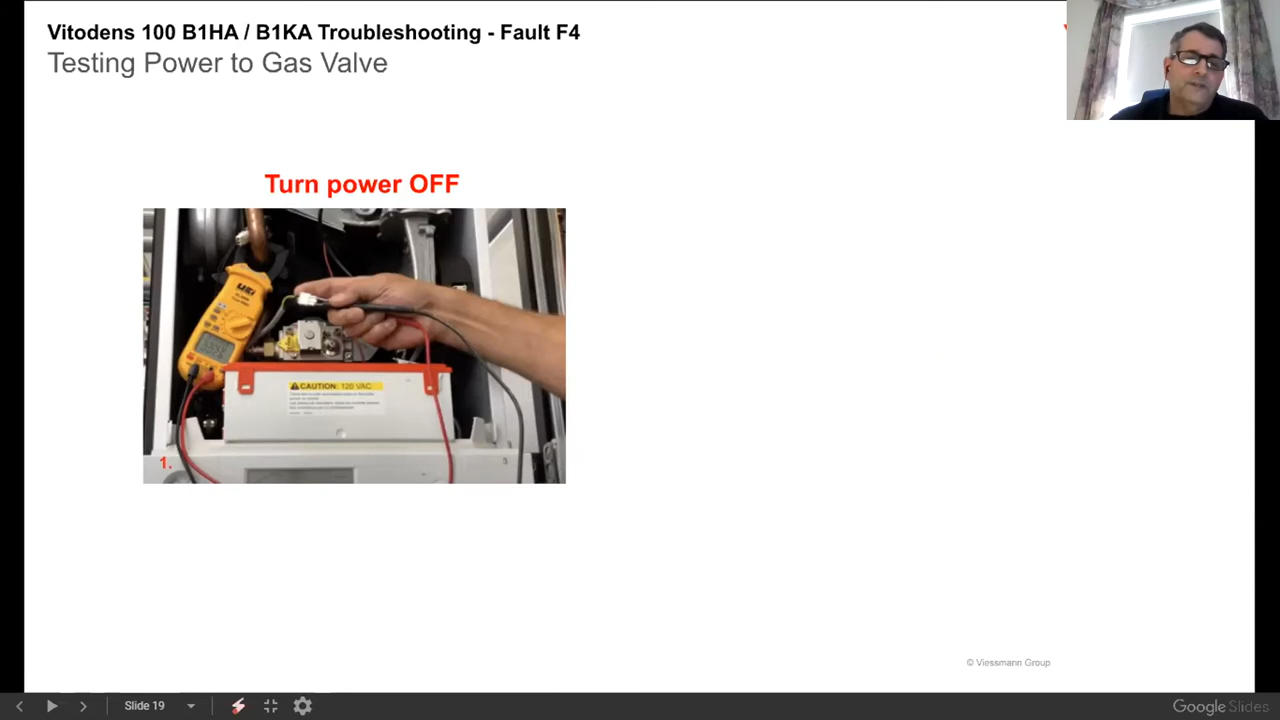 Vitodens 100 B1HA / B1KA Troubleshooting - Fault F4
Testing Power to Gas Valve
Turn power OFF
UEi
CAUTION: 120 VAC
1.
© Viessmann Group
Slide 19
Google Slides